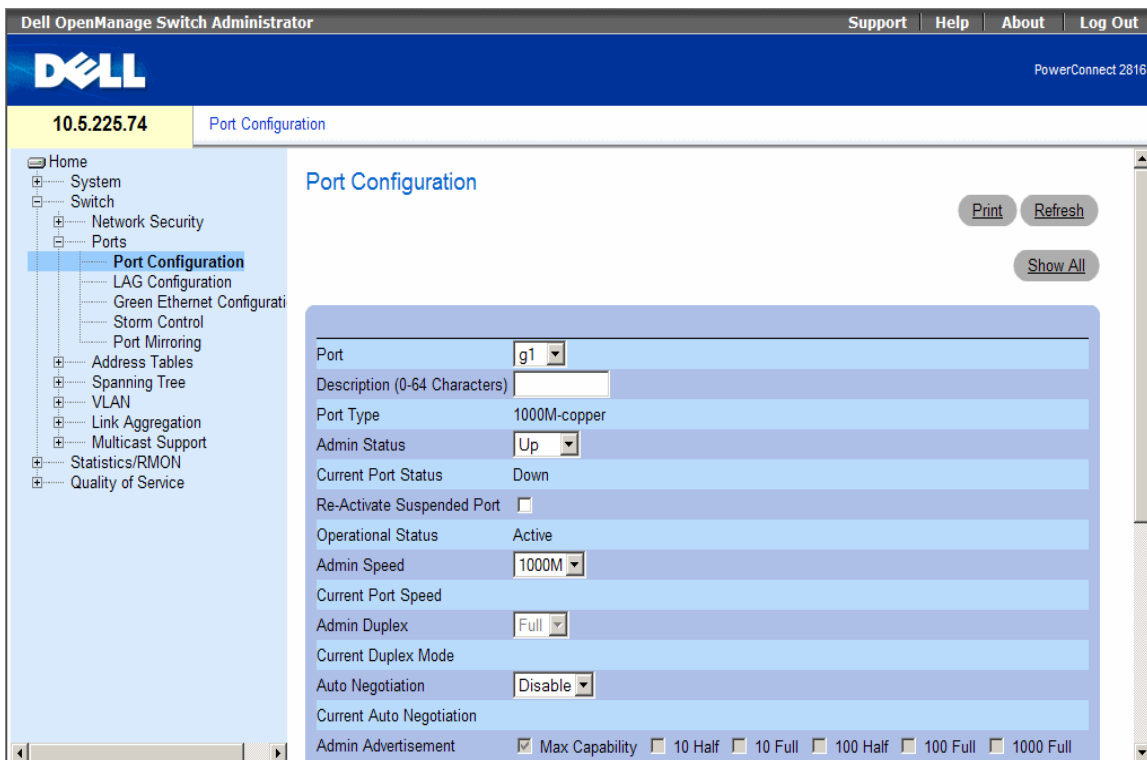 Dell OpenManage Switch Administrator
Support Help About Log Out
DELL
PowerConnect 2816
10.5.225.74
Port Configuration
Home
System
Switch
Network Security
Ports
Port Configuration
LAG Configuration
Green Ethernet Configurati
Storm Control
Port Mirroring
Address Tables
Spanning Tree
VLAN
Link Aggregation
Multicast Support
Statistics/RMON
Quality of Service
Port Configuration
Print Refresh
Show All
Port g1
Description (0-64 Characters)
Port Type 1000M-copper
Admin Status Up
Current Port Status Down
Re-Activate Suspended Port
Operational Status Active
Admin Speed 1000M
Current Port Speed
Admin Duplex Full
Current Duplex Mode
Auto Negotiation Disable
Current Auto Negotiation
Admin Advertisement Max Capability 10 Half 10 Full 100 Half 100 Full 1000 Full